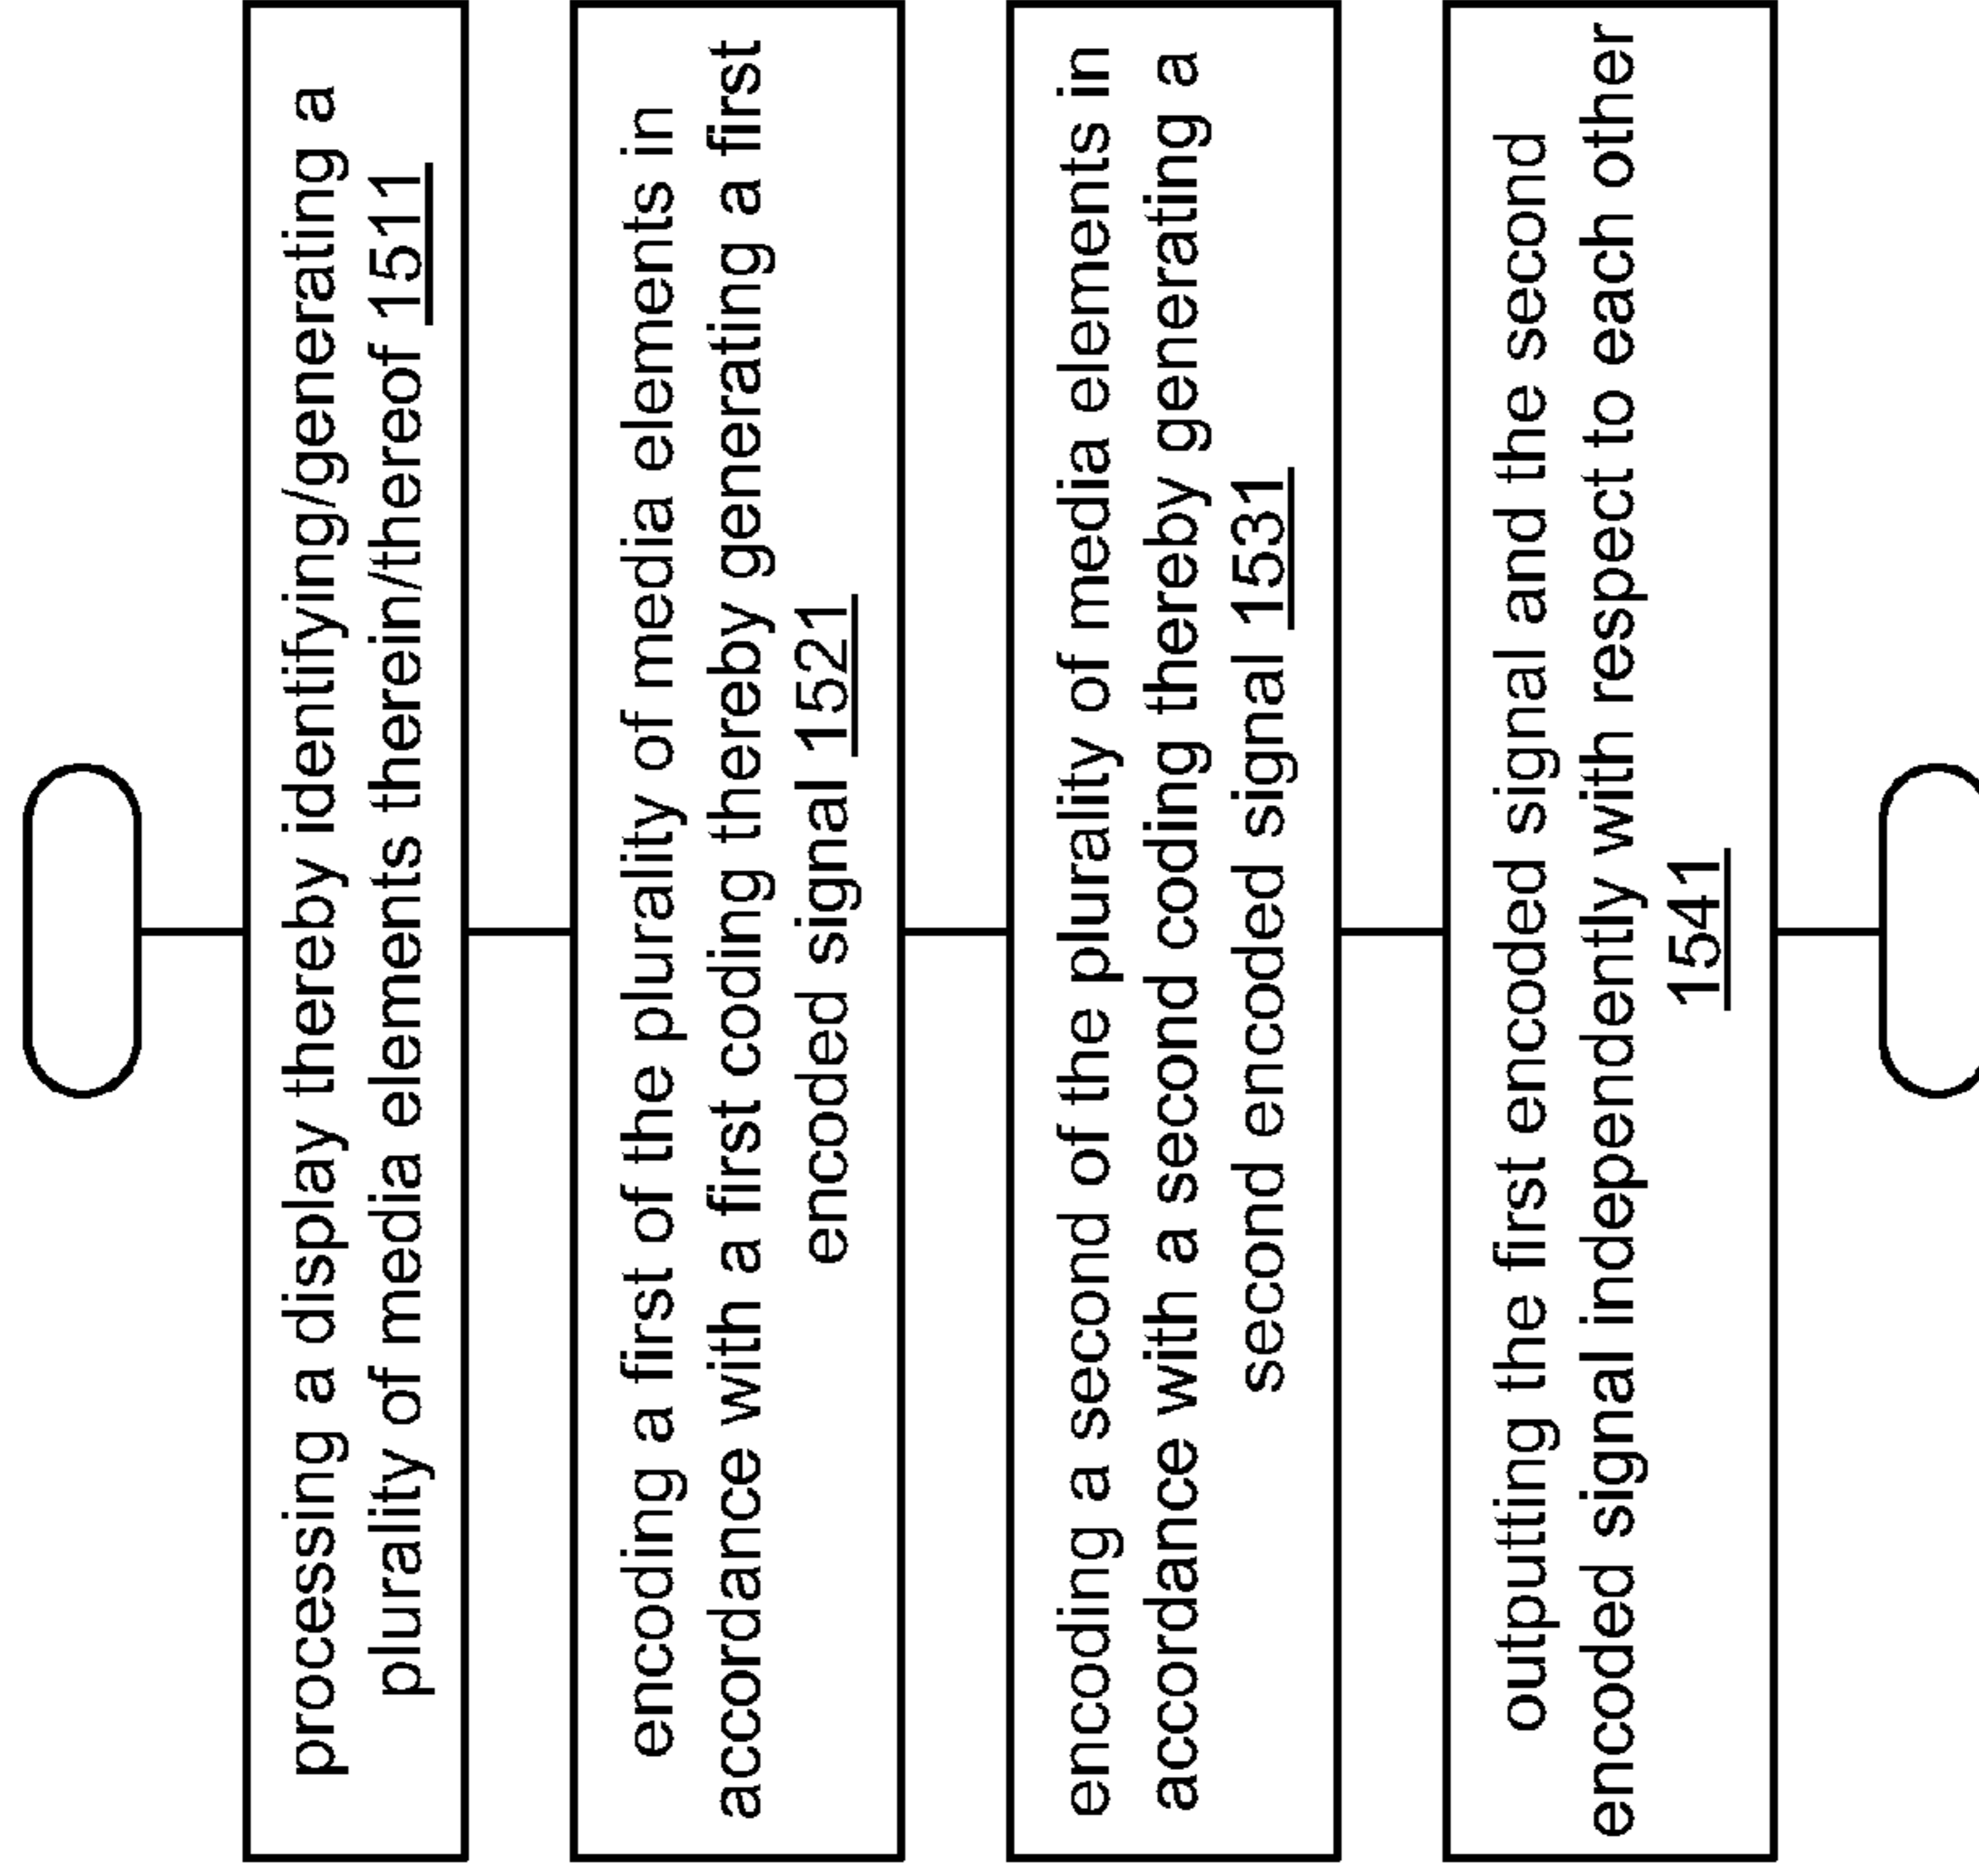 processing a display thereby identifying/generating a
plurality of media elements therein/thereof 1511
encoding a first of the plurality of media elements in
accordance with a first coding thereby generating a first
encoded signal 1521
encoding a second of the plurality of media elements in
accordance with a second coding thereby generating a
second encoded signal 1531
outputting the first encoded signal and the second
encoded signal independently with respect to each other
1541